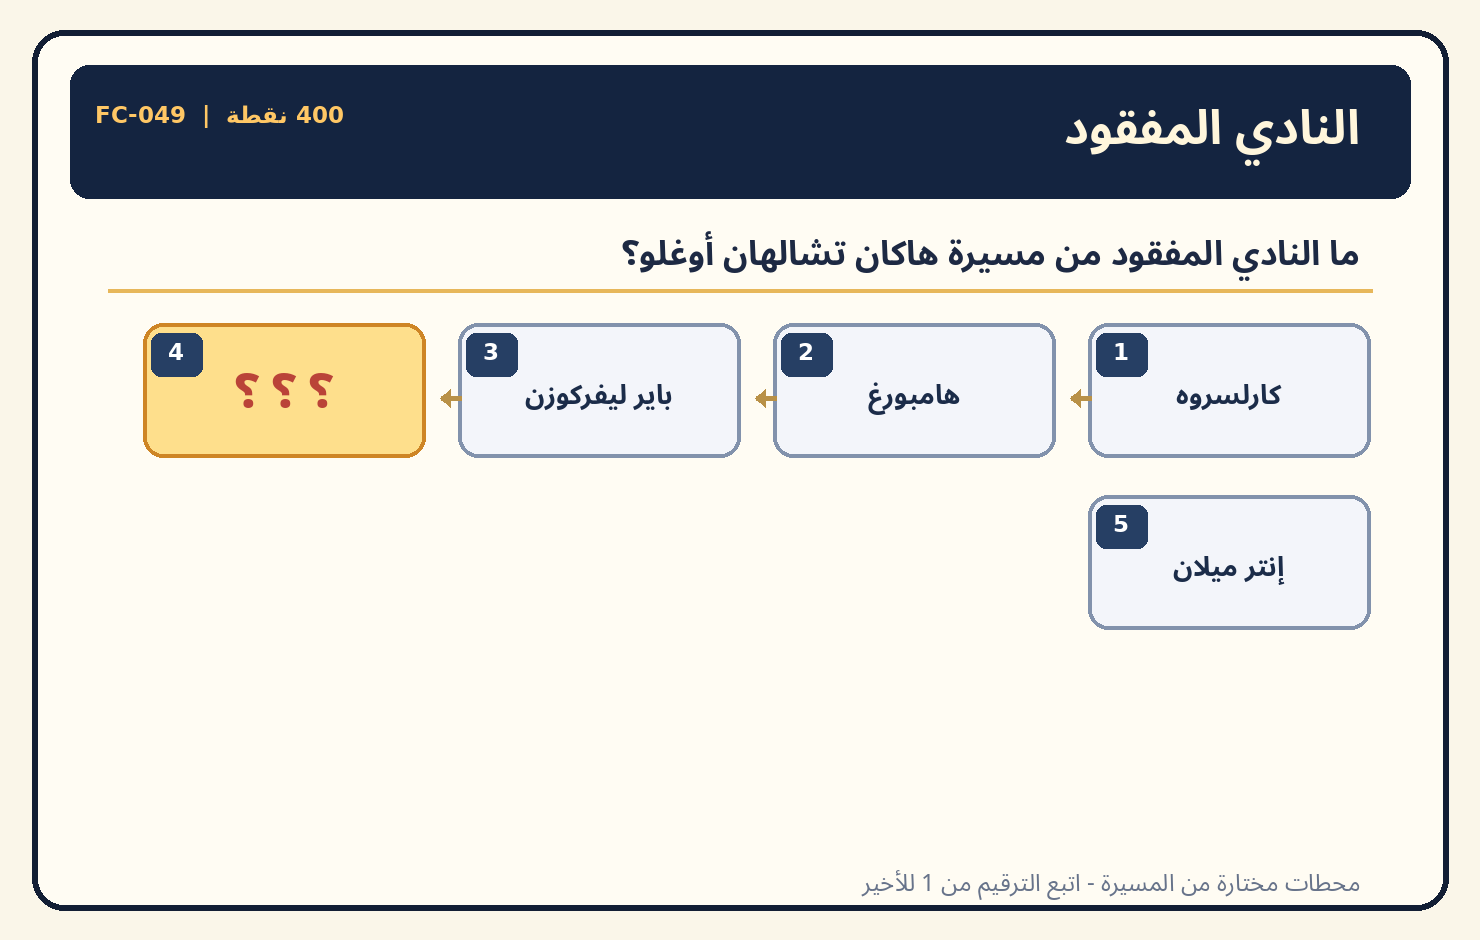 النادي المفقود
400 نقطة | FC-049
ما النادي المفقود من مسيرة هاكان تشالهان أوغلو؟
1
كارلسروه
2
هامبورغ
3
باير ليفركوزن
4
؟ ؟ ؟
5
إنتر ميلان
محطات مختارة من المسيرة - اتبع الترقيم من 1 للأخير